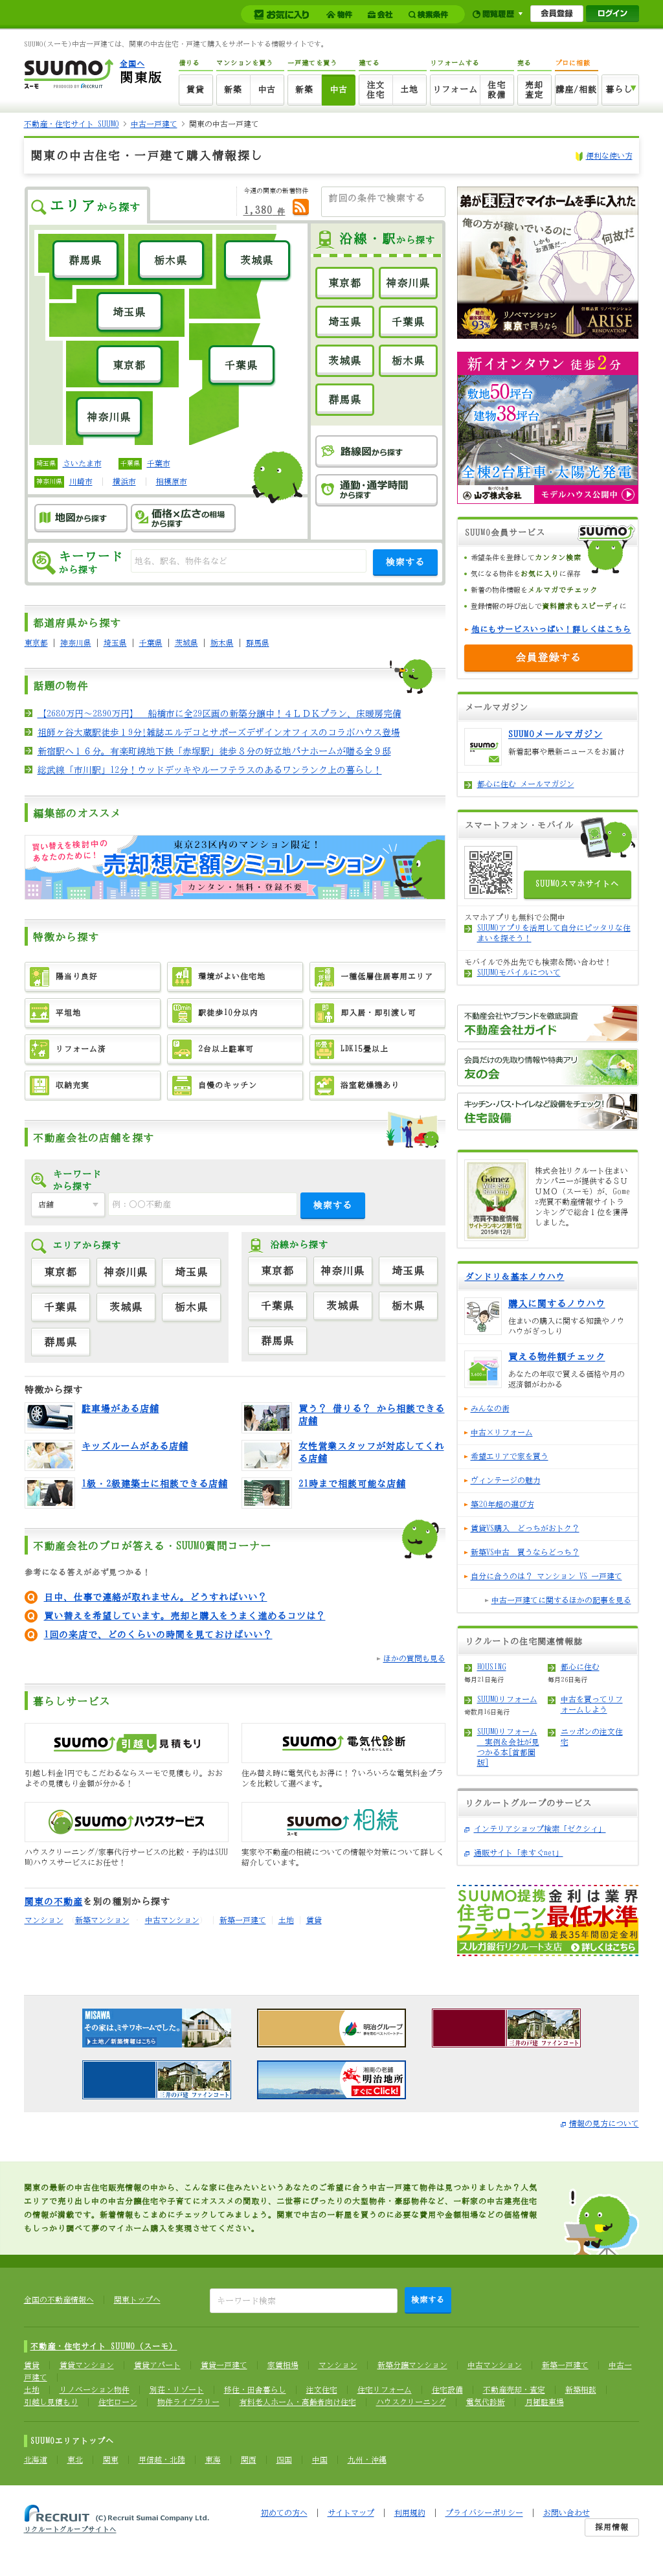 お気に入り 物件 会社 検索条件 閲覧履歴 会員登録 ログイン
SUUMO(スーモ)中古一戸建ては、関東の中古住宅・戸建て購入をサポートする情報サイトです。
SUUMO 全国へ
関東版
スーモ
借りる マンションを買う 一戸建てを買う 建てる リフォームする 売る プロに相談
賃貸 新築 中古 新築 中古 注文住宅 土地 リフォーム 住宅設備 売却査定 講座/相談 暮らし
不動産・住宅サイト SUUMO > 中古一戸建て > 関東の中古一戸建て
関東の中古住宅・一戸建て購入情報探し
便利な使い方
エリアから探す
今週の関東の新着物件
1,380 件
前回の条件で検索する
群馬県 栃木県 茨城県
埼玉県
東京都 千葉県
神奈川県
埼玉県 さいたま市 千葉県 千葉市
神奈川県 川崎市 横浜市 相模原市
地図から探す
価格×広さの相場から探す
沿線・駅から探す
東京都 神奈川県
埼玉県 千葉県
茨城県 栃木県
群馬県
路線図から探す
通勤・通学時間から探す
キーワードから探す
地名、駅名、物件名など
検索する
都道府県から探す
東京都 | 神奈川県 | 埼玉県 | 千葉県 | 茨城県 | 栃木県 | 群馬県
話題の物件
【2680万円～2890万円】 船橋市に全29区画の新築分譲中！４ＬＤＫプラン、床暖房完備
祖師ヶ谷大蔵駅徒歩１9分!雑誌エルデコとサポーズデザインオフィスのコラボハウス登場
新宿駅へ１６分。有楽町線地下鉄「赤塚駅」徒歩８分の好立地パナホームが贈る全９邸
総武線「市川駅」12分！ウッドデッキやルーフテラスのあるワンランク上の暮らし！
編集部のオススメ
買い替えを検討中のあなたのために！
東京23区内のマンション限定！
売却想定額シミュレーション
カンタン・無料・登録不要
特徴から探す
陽当り良好 環境がよい住宅地 一種低層住居専用エリア
平坦地 駅徒歩10分以内 即入居・即引渡し可
リフォーム済 2台以上駐車可 LDK15畳以上
収納充実 自慢のキッチン 浴室乾燥機あり
不動産会社の店舗を探す
キーワードから探す
店舗 例：〇〇不動産 検索する
エリアから探す
東京都 神奈川県 埼玉県
千葉県 茨城県 栃木県
群馬県
沿線から探す
東京都 神奈川県 埼玉県
千葉県 茨城県 栃木県
群馬県
特徴から探す
駐車場がある店舗
買う？ 借りる？ から相談できる店舗
キッズルームがある店舗
女性営業スタッフが対応してくれる店舗
1級・2級建築士に相談できる店舗
21時まで相談可能な店舗
不動産会社のプロが答える・SUUMO質問コーナー
参考になる答えが必ず見つかる！
日中、仕事で連絡が取れません。どうすればいい？
買い替えを希望しています。売却と購入をうまく進めるコツは？
1回の来店で、どのくらいの時間を見ておけばいい？
ほかの質問も見る
暮らしサービス
SUUMO引越し見積もり
引越し料金1円でもこだわるならスーモで見積もり。おおよその見積もり金額が分かる！
SUUMO電気代診断
住み替え時に電気代もお得に！？いろいろな電気料金プランを比較して選べます。
SUUMOハウスサービス
ハウスクリーニング/家事代行サービスの比較・予約はSUUMOハウスサービスにお任せ！
SUUMO相続
スーモ
実家や不動産の相続についての情報や対策について詳しく紹介しています。
関東の不動産を別の種別から探す
マンション 新築マンション 中古マンション 新築一戸建て 土地 賃貸
弟が東京でマイホームを手に入れた
俺の方が稼いでいるのに 何故だ
しかもお洒落だ…
93%
リノベーションマンション
東京で買うなら
ARISE
RENOVATION
新イオンタウン 徒歩2分
敷地50坪台
建物38坪台
全棟2台駐車・太陽光発電
山万株式会社 モデルハウス公開中
SUUMO会員サービス
希望条件を登録してカンタン検索
気になる物件をお気に入りに保存
新着の物件情報をメルマガでチェック
登録情報の呼び出しで資料請求もスピーディに
他にもサービスいっぱい！詳しくはこちら
会員登録する
メールマガジン
SUUMOメールマガジン
新着記事や最新ニュースをお届け
都心に住む メールマガジン
スマートフォン・モバイル
SUUMOスマホサイトへ
スマホアプリも無料で公開中
SUUMOアプリを活用して自分にピッタリな住まいを探そう！
モバイルで外出先でも検索&問い合わせ！
SUUMOモバイルについて
不動産会社やブランドを徹底調査
不動産会社ガイド
会員だけの先取り情報や特典アリ
友の会
キッチン・バス・トイレなど設備をチェック！
住宅設備
Gómez
売買不動産情報
サイトランキング第1位
2015年12月
株式会社リクルート住まいカンパニーが提供するＳＵＵＭＯ（スーモ）が、Gomez売買不動産情報サイトランキングで総合１位を獲得しました。
ダンドリ＆基本ノウハウ
購入に関するノウハウ
住まいの購入に関する知識やノウハウがぎっしり
買える物件額チェック
あなたの年収で買える価格や月の返済額がわかる
みんなの街
中古×リフォーム
希望エリアで家を買う
ヴィンテージの魅力
築20年超の選び方
賃貸VS購入 どっちがおトク？
新築VS中古 買うならどっち？
自分に合うのは？ マンション VS 一戸建て
中古一戸建てに関するほかの記事を見る
リクルートの住宅関連情報誌
HOUSING
毎月21日発行
都心に住む
毎月26日発行
SUUMOリフォーム
奇数月16日発行
中古を買ってリフォームしよう
SUUMOリフォーム 実例＆会社が見つかる本[首都圏版]
ニッポンの注文住宅
リクルートグループのサービス
インテリアショップ検索「ゼクシィ」
通販サイト「赤すぐnet」
SUUMO提携 金利は業界
住宅ローン 最低水準
フラット35 最長35年間固定金利
スルガ銀行リクルート支店 詳しくはこちら
MISAWA
その家は、ミサワホームでした。
土地／新築情報はこちら
明治グループ
三井の戸建 ファインコート
三井の戸建 ファインコート
湘南の老舗
明治地所
すぐにClick!
情報の見方について
関東の最新の中古住宅販売情報の中から、こんな家に住みたいというあなたのご希望に合う中古一戸建て物件は見つかりましたか？人気エリアで売り出し中の中古分譲住宅や子育てにオススメの間取り、二世帯にぴったりの大型物件・豪邸物件など、一軒家の中古建売住宅の情報が満載です。新着情報もこまめにチェックしてみましょう。関東で中古の一軒屋を買うのに必要な費用や金額相場などの価格情報もしっかり調べて夢のマイホーム購入を実現させてください。
全国の不動産情報へ 関東トップへ キーワード検索 検索する
不動産・住宅サイト SUUMO（スーモ）
賃貸 賃貸マンション 賃貸アパート 賃貸一戸建て 家賃相場 マンション 新築分譲マンション 中古マンション 新築一戸建て 中古一戸建て
土地 リノベーション物件 別荘・リゾート 移住・田舎暮らし 注文住宅 住宅リフォーム 住宅設備 不動産売却・査定 新築相談
引越し見積もり 住宅ローン 物件ライブラリー 有料老人ホーム・高齢者向け住宅 ハウスクリーニング 電気代診断 月極駐車場
SUUMOエリアトップへ
北海道 東北 関東 甲信越・北陸 東海 関西 四国 中国 九州・沖縄
RECRUIT (C) Recruit Sumai Company Ltd.
リクルートグループサイトへ
初めての方へ | サイトマップ | 利用規約 | プライバシーポリシー | お問い合わせ
採用情報